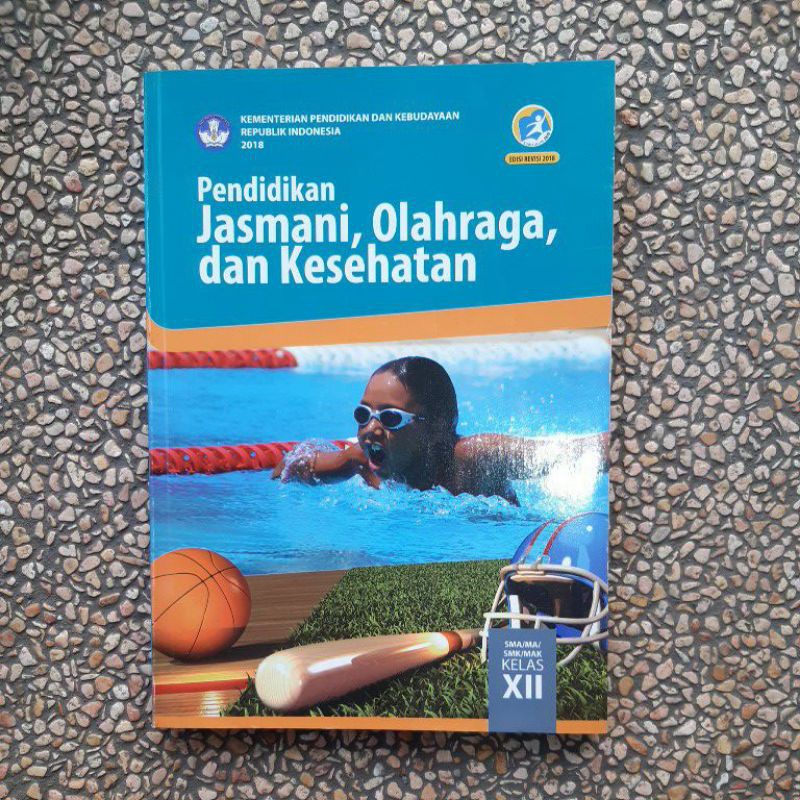 KEMENTERIAN PENDIDIKAN DAN KEBUDAYAAN
REPUBLIK INDONESIA
2018
EDISI REVISI 2018
Pendidikan
Jasmani, Olahraga,
dan Kesehatan
SMA/MA/
SMK/MAK
KELAS
XII